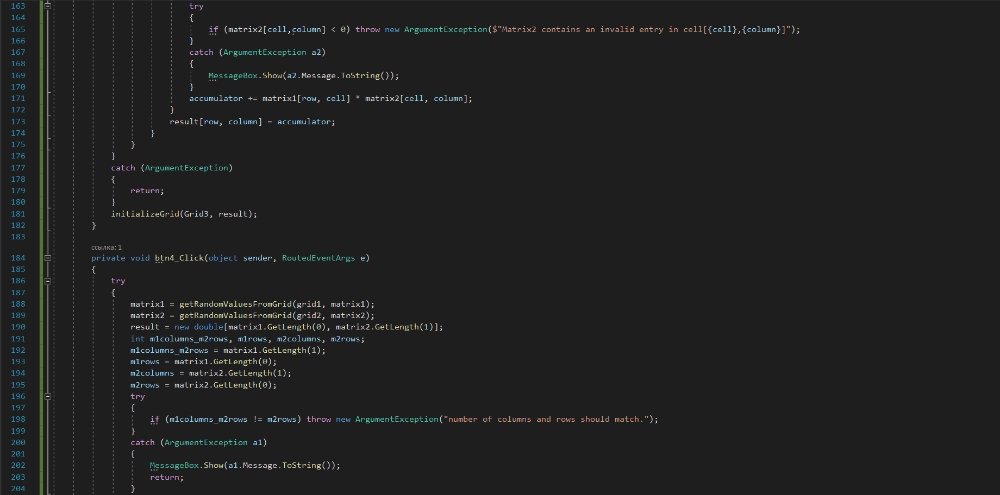 163 try
164 {
165 if (matrix2[cell,column] < 0) throw new ArgumentException($"Matrix2 contains an invalid entry in cell[{cell},{column}]");
166 }
167 catch (ArgumentException a2)
168 {
169 MessageBox.Show(a2.Message.ToString());
170 }
171 accumulator += matrix1[row, cell] * matrix2[cell, column];
172 }
173 result[row, column] = accumulator;
174 }
175 }
176 }
177 catch (ArgumentException)
178 {
179 return;
180 }
181 initializeGrid(Grid3, result);
182 }
183
ссылка: 1
184 private void btn4_Click(object sender, RoutedEventArgs e)
185 {
186 try
187 {
188 matrix1 = getRandomValuesFromGrid(grid1, matrix1);
189 matrix2 = getRandomValuesFromGrid(grid2, matrix2);
190 result = new double[matrix1.GetLength(0), matrix2.GetLength(1)];
191 int m1columns_m2rows, m1rows, m2columns, m2rows;
192 m1columns_m2rows = matrix1.GetLength(1);
193 m1rows = matrix1.GetLength(0);
194 m2columns = matrix2.GetLength(1);
195 m2rows = matrix2.GetLength(0);
196 try
197 {
198 if (m1columns_m2rows != m2rows) throw new ArgumentException("number of columns and rows should match.");
199 }
200 catch (ArgumentException a1)
201 {
202 MessageBox.Show(a1.Message.ToString());
203 return;
204 }